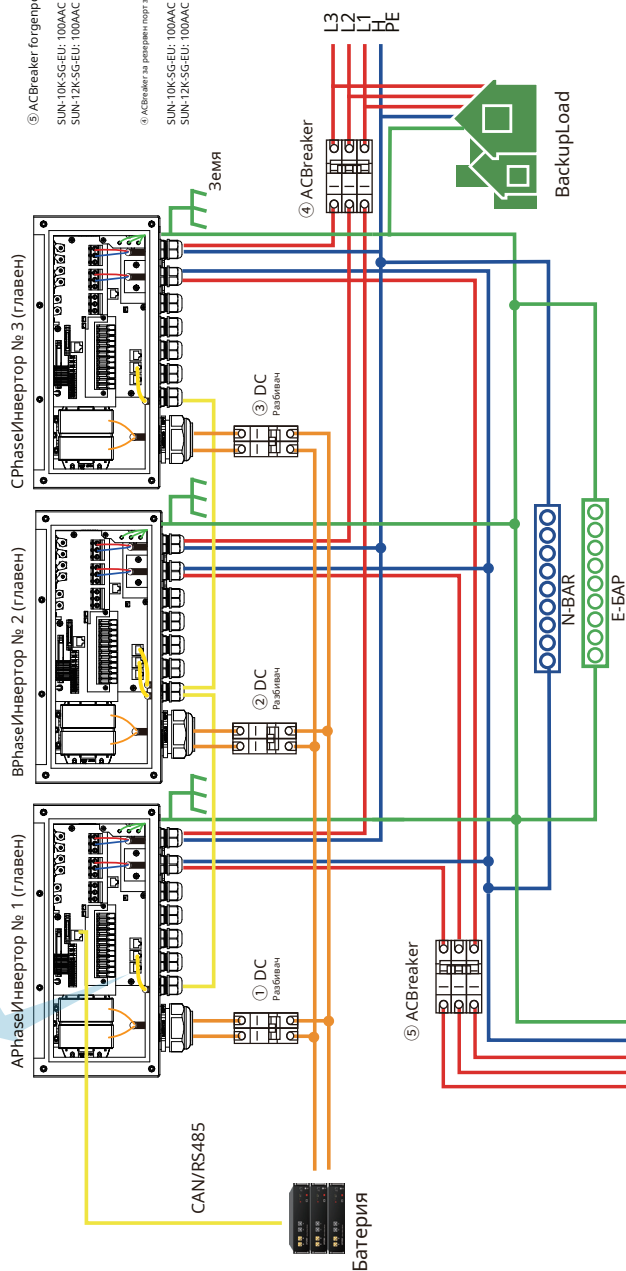 ⑤ ACBreaker forgenpo
SUN-10K-SG-EU: 100AAC
SUN-12K-SG-EU: 100AAC
④ ACBreaker за резервен порт з
SUN-10K-SG-EU: 100AAC
SUN-12K-SG-EU: 100AAC
APhaseИнвертор № 1 (главен)
BPhaseИнвертор № 2 (главен)
CPhaseИнвертор № 3 (главен)
Земя
L3
L2
L1
PE
④ ACBreaker
BackupLoad
① DC
Разбивач
② DC
Разбивач
③ DC
Разбивач
CAN/RS485
Батерия
⑤ ACBreaker
N-BAR
Е-БАР